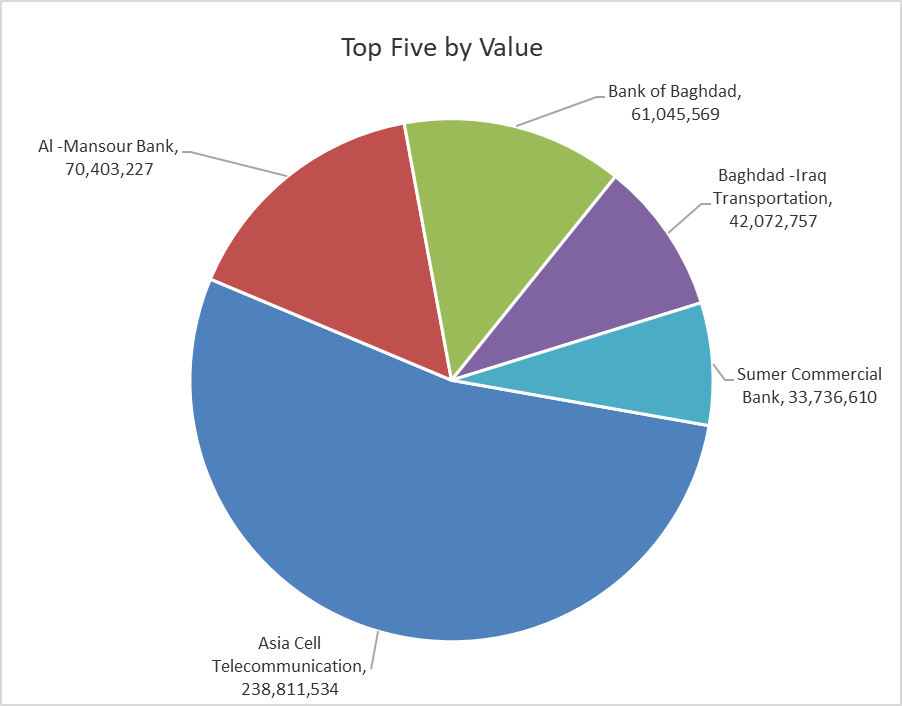 Top Five by Value
Bank of Baghdad,
61,045,569
Al -Mansour Bank,
70,403,227
Baghdad -Iraq
Transportation,
42,072,757
Sumer Commercial
Bank, 33,736,610
Asia Cell
Telecommunication,
238,811,534